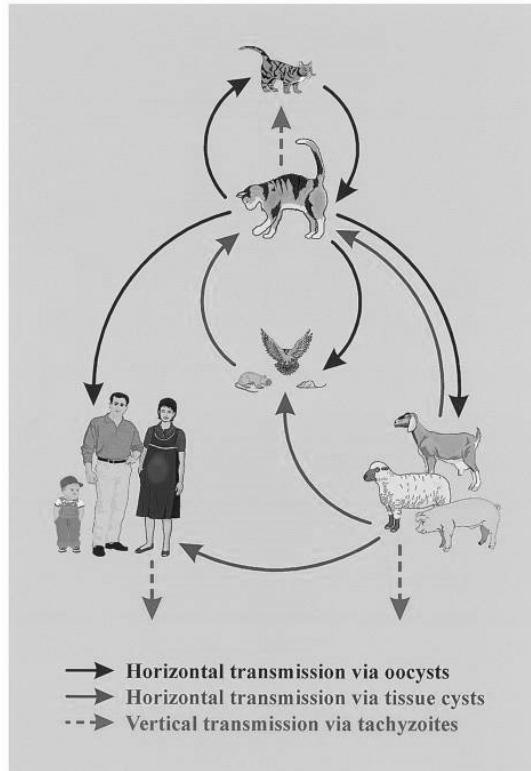 Horizontal transmission via oocysts
Horizontal transmission via tissue cysts
Vertical transmission via tachyzoites